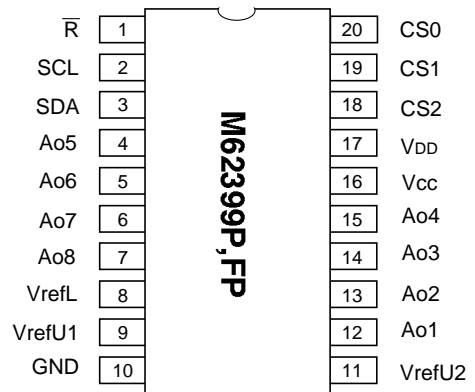 R̅ 1 20 CS0
SCL 2 19 CS1
SDA 3 18 CS2
Ao5 4 17 VDD
Ao6 5 16 Vcc
Ao7 6 15 Ao4
Ao8 7 14 Ao3
VrefL 8 13 Ao2
VrefU1 9 12 Ao1
GND 10 11 VrefU2
M62399P,FP